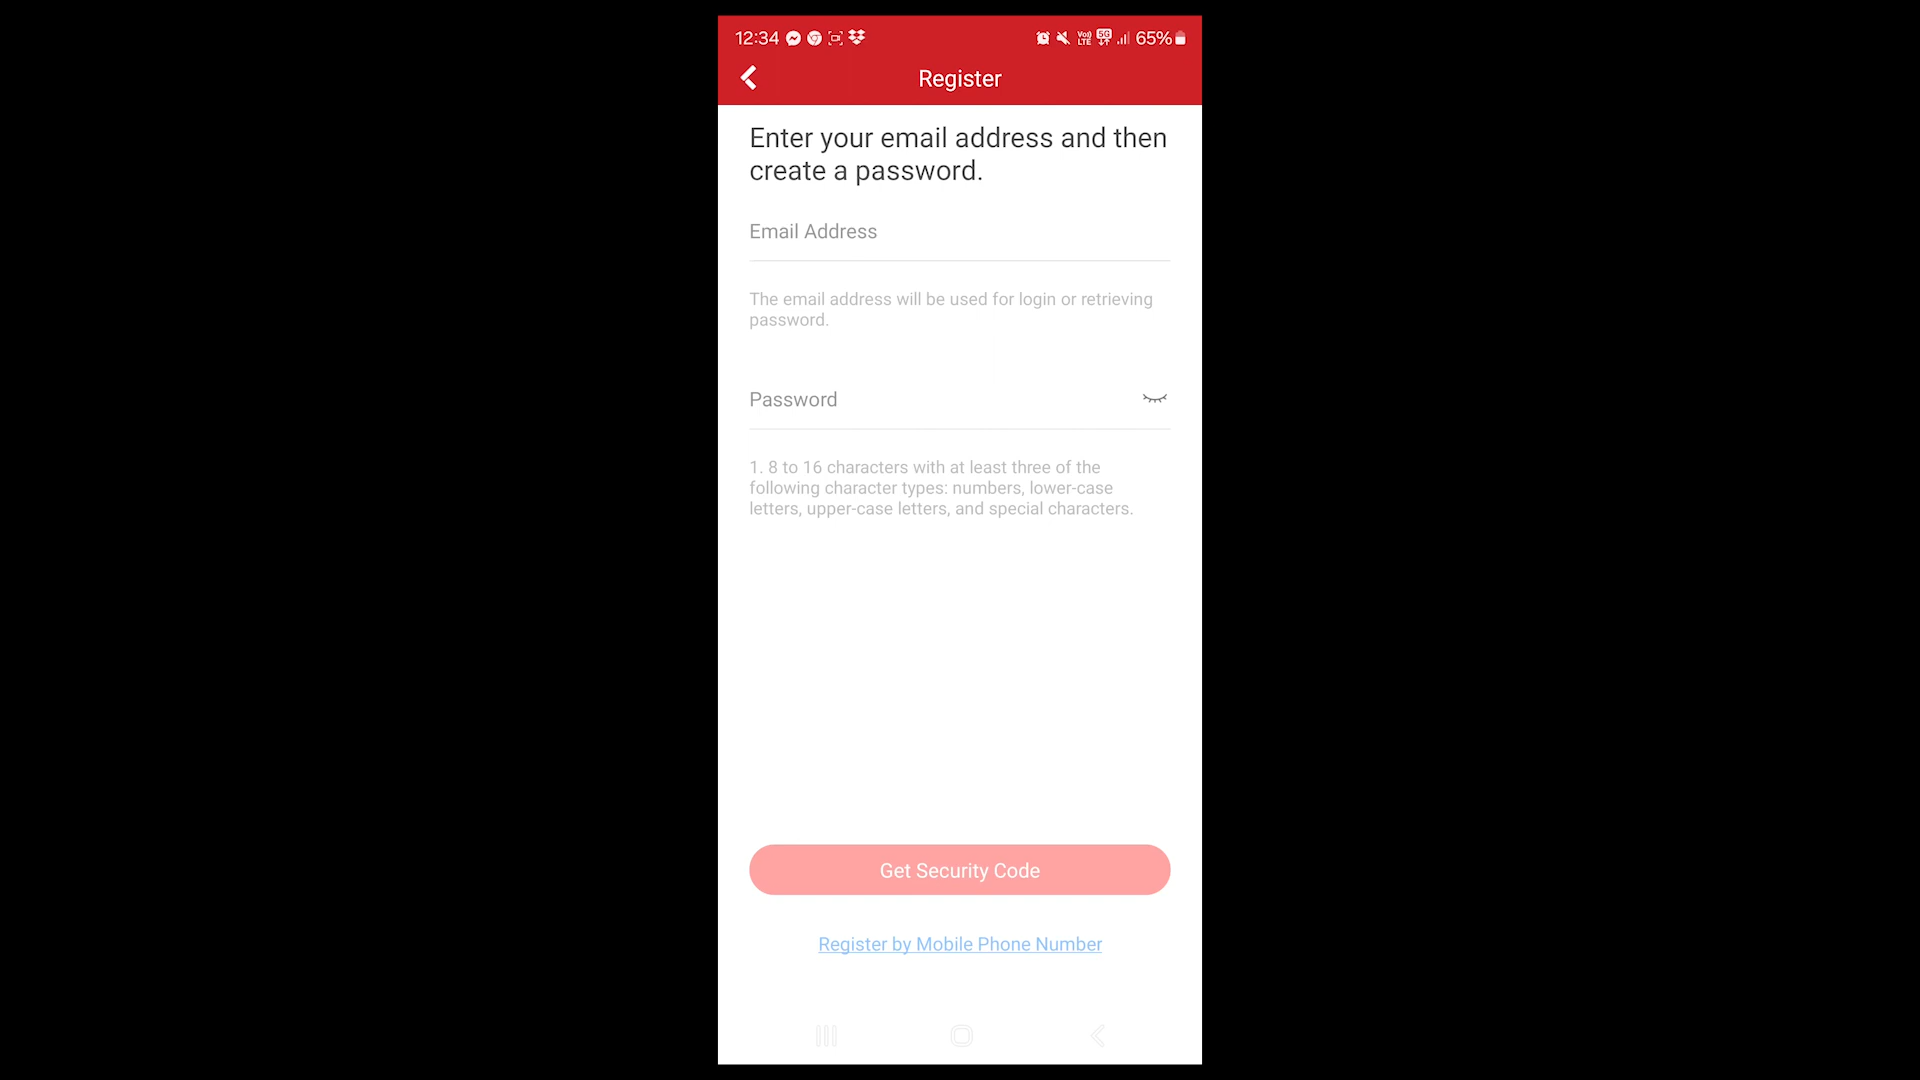 12:34 Vo)) LTE 5G 65%
Register
Enter your email address and then
create a password.
Email Address
The email address will be used for login or retrieving
password.
Password
1. 8 to 16 characters with at least three of the
following character types: numbers, lower-case
letters, upper-case letters, and special characters.
Get Security Code
Register by Mobile Phone Number